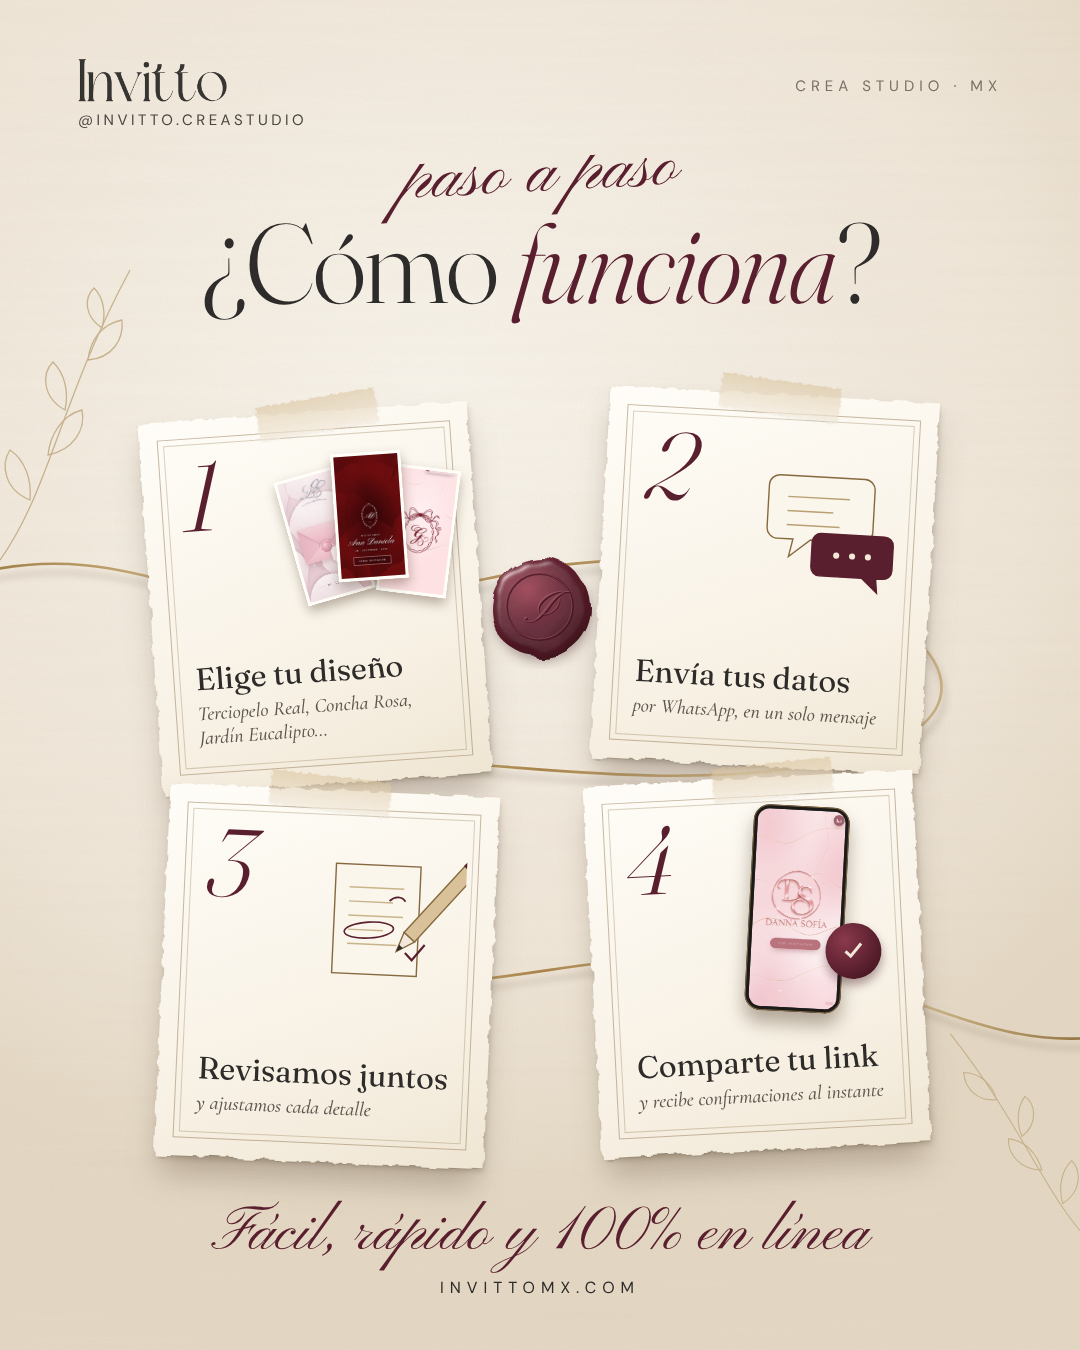 Invitto
@INVITTO.CREASTUDIO
CREA STUDIO · MX
paso a paso
¿Cómo funciona?
1
Elige tu diseño
Terciopelo Real, Concha Rosa,
Jardín Eucalipto...
2
Envía tus datos
por WhatsApp, en un solo mensaje
3
Revisamos juntos
y ajustamos cada detalle
4
DS
DANNA SOFÍA
Comparte tu link
y recibe confirmaciones al instante
Fácil, rápido y 100% en línea
INVITTOMX.COM